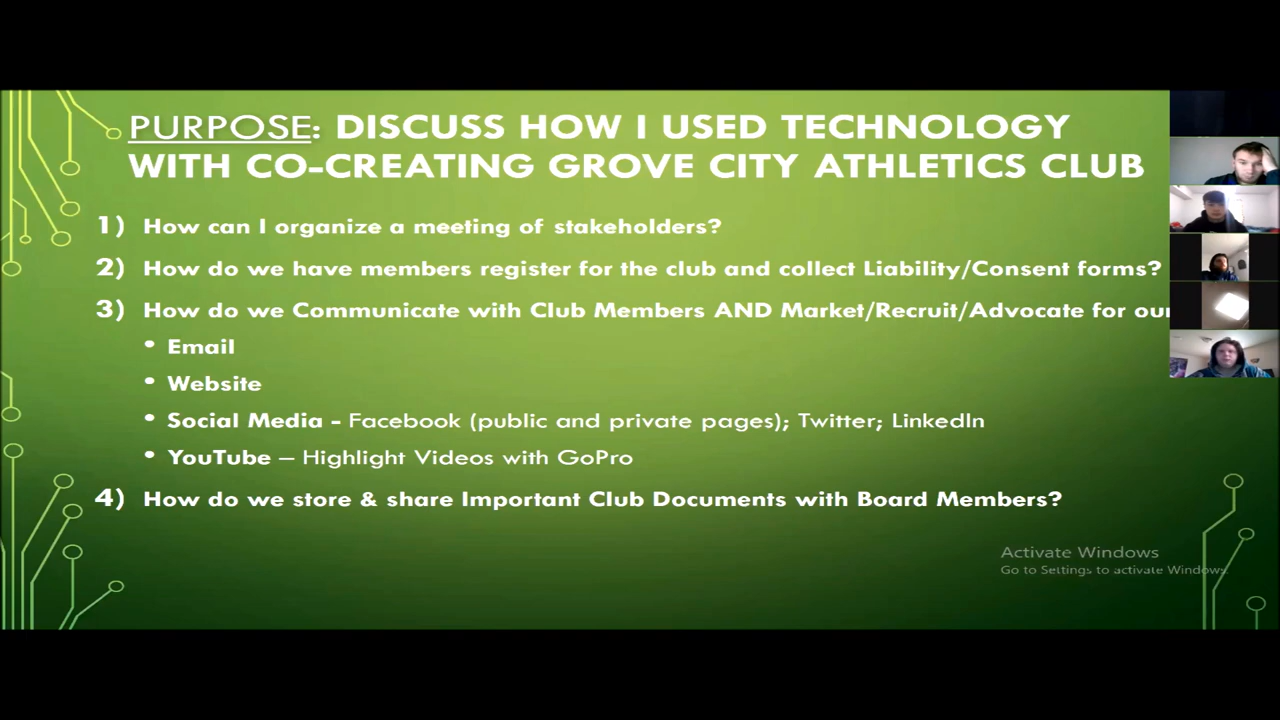 PURPOSE: DISCUSS HOW I USED TECHNOLOGY
WITH CO-CREATING GROVE CITY ATHLETICS CLUB
1) How can I organize a meeting of stakeholders?
2) How do we have members register for the club and collect Liability/Consent forms?
3) How do we Communicate with Club Members AND Market/Recruit/Advocate for our
• Email
• Website
• Social Media - Facebook (public and private pages); Twitter; LinkedIn
• YouTube – Highlight Videos with GoPro
4) How do we store & share Important Club Documents with Board Members?
Activate Windows
Go to Settings to activate Windows.